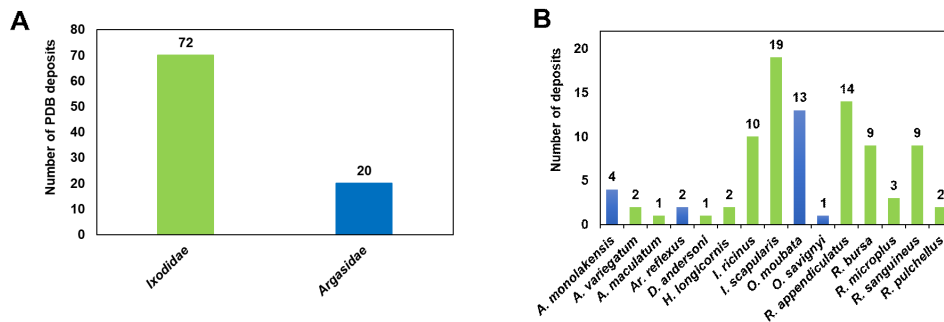 A
Number of PDB deposits
80
70
60
50
40
30
20
10
0
72
20
Ixodidae
Argasidae
B
Number of deposits
20
15
10
5
0
4
2
1
2
1
2
10
19
13
1
14
9
3
9
2
A. monolakensis
A. variegatum
A. maculatum
Ar. reflexus
D. andersoni
H. longicornis
I. ricinus
I. scapularis
O. moubata
O. savignyi
R. appendiculatus
R. bursa
R. microplus
R. sanguineus
R. pulchellus